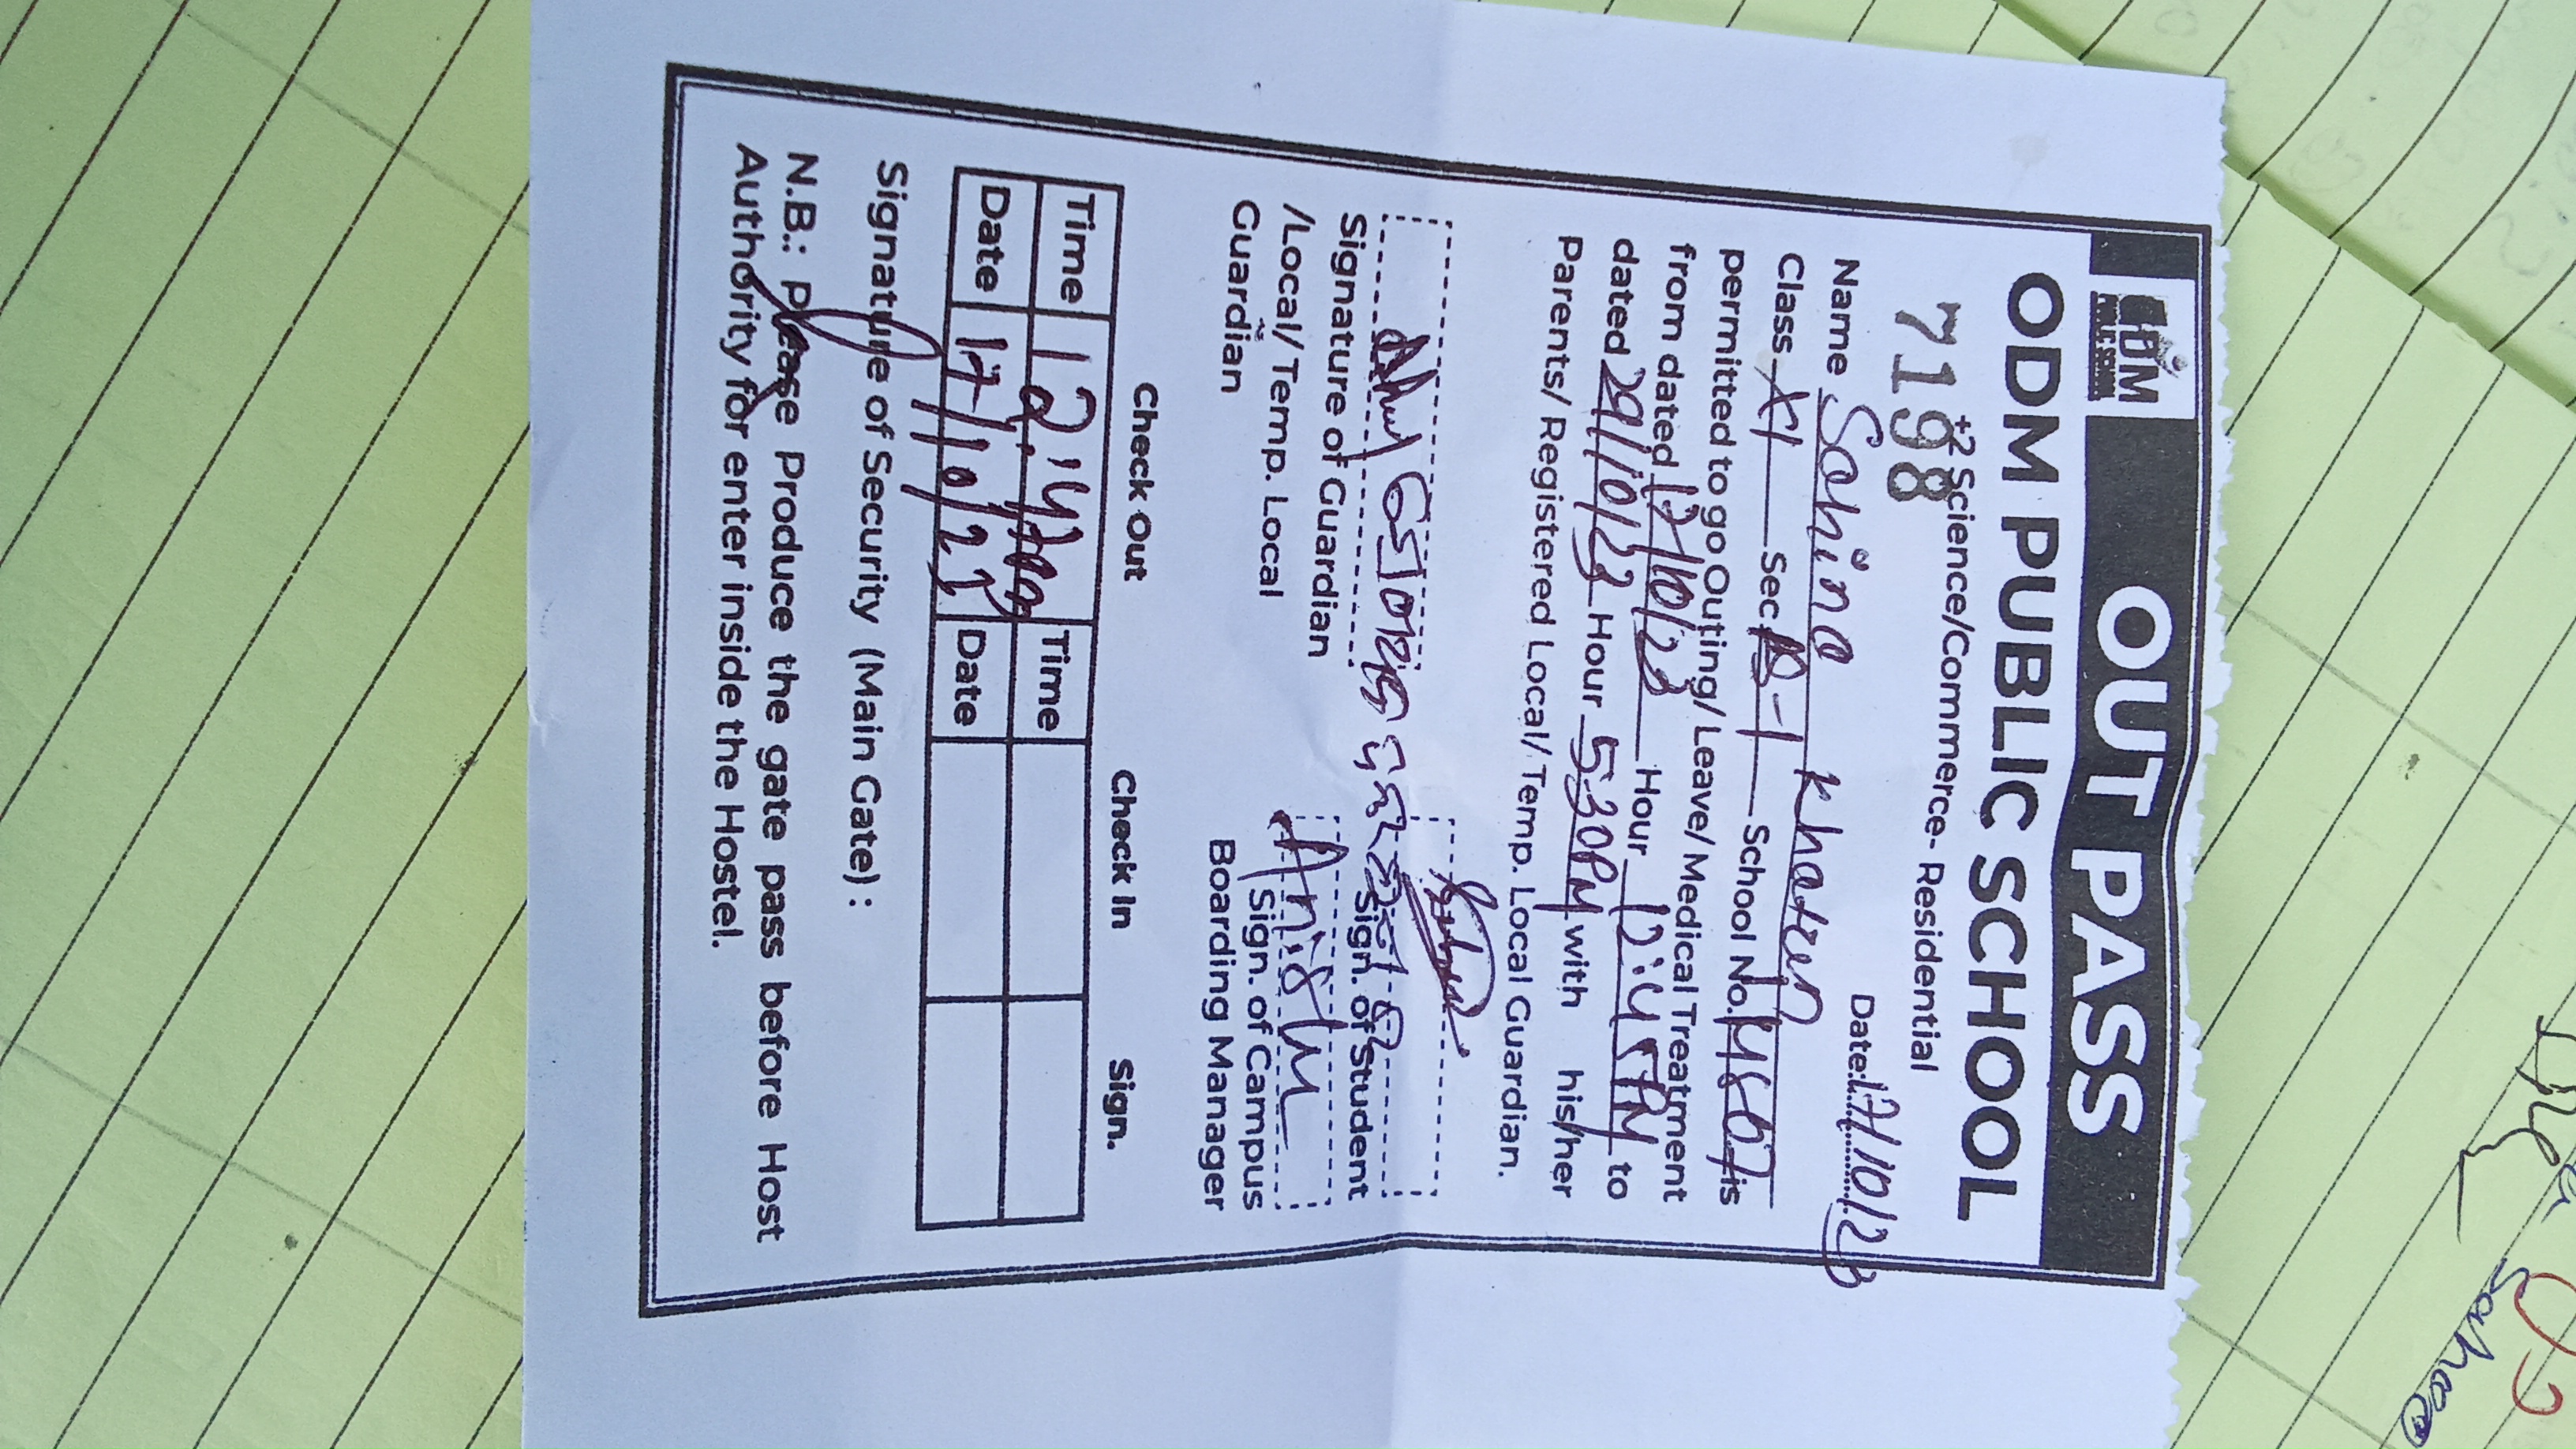 OUT PASS
ODM PUBLIC SCHOOL
ODM PUBLIC SCHOOL
+2 Science/Commerce- Residential
7198
Date: 17/10/23
Name Sohina Khatun
Class XI Sec B-1 School No. is
permitted to go Outing/ Leave/ Medical Treatment
from dated 17/10/23 Hour 12:45PM to
dated 29/10/23 Hour 5:30PM with his/her
Parents/ Registered Local/ Temp. Local Guardian.
Signature of Guardian
/Local/ Temp. Local
Guardian
Sign. of Student
Sign. of Campus
Boarding Manager
Check Out Check In Sign.
Time Time
Date 17/10/23 Date
Signature of Security (Main Gate) :
N.B.: Please Produce the gate pass before Host
Authority for enter inside the Hostel.
Sahoo